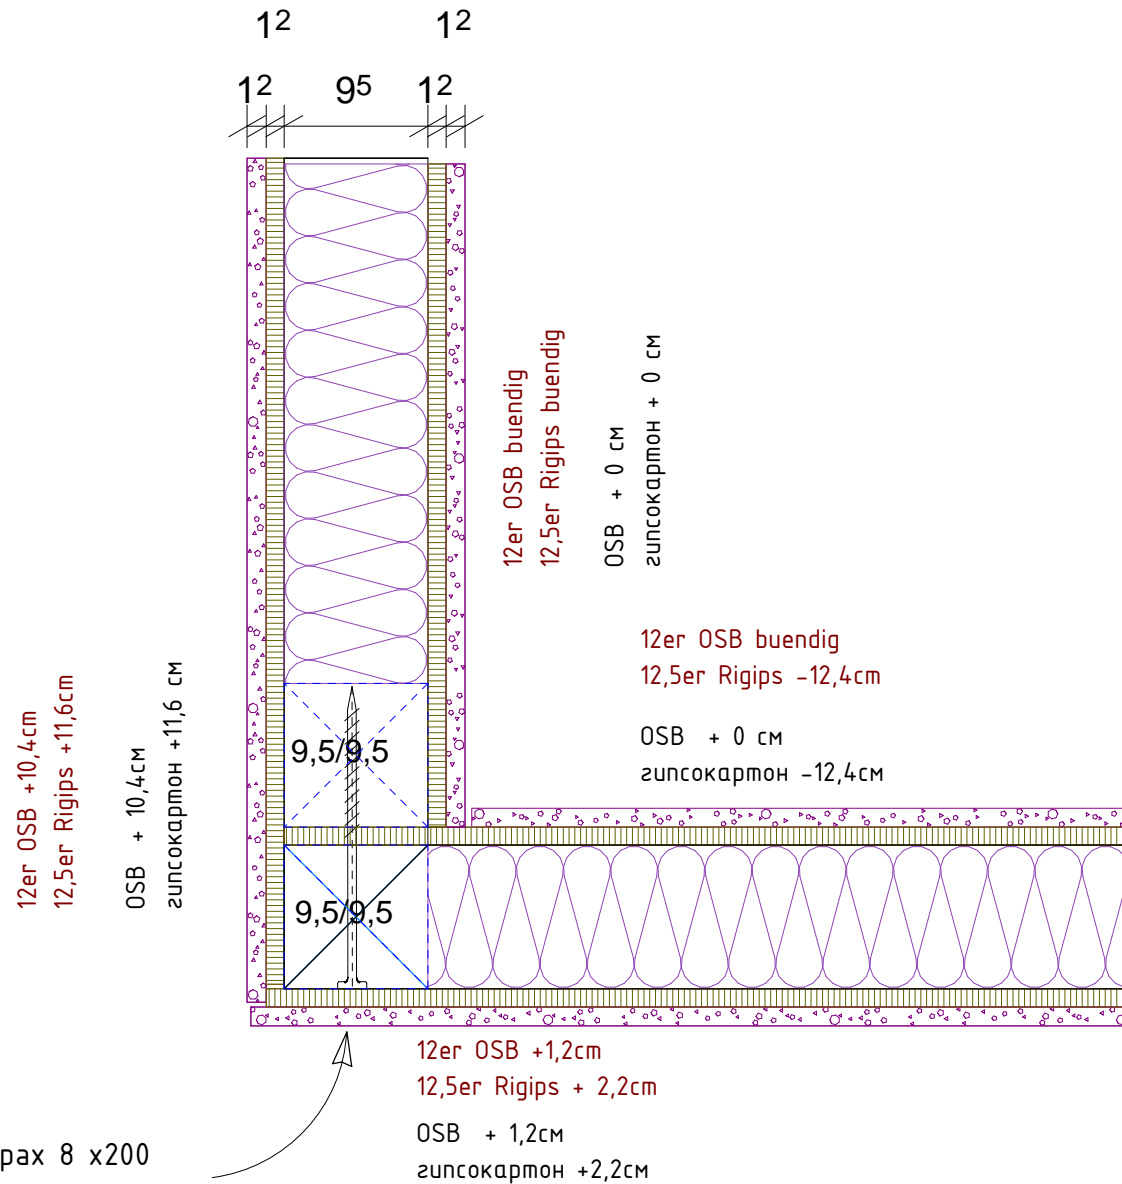 1² 1²
1² 9⁵ 1²
12er OSB buendig
12,5er Rigips buendig
OSB + 0 см
гипсокартон + 0 см
12er OSB buendig
12,5er Rigips -12,4cm
OSB + 0 см
гипсокартон -12,4см
12er OSB +10,4cm
12,5er Rigips +11,6cm
OSB + 10,4см
гипсокартон +11,6 см
9,5/9,5
9,5/9,5
12er OSB +1,2cm
12,5er Rigips + 2,2cm
OSB + 1,2см
гипсокартон +2,2см
рах 8 х200